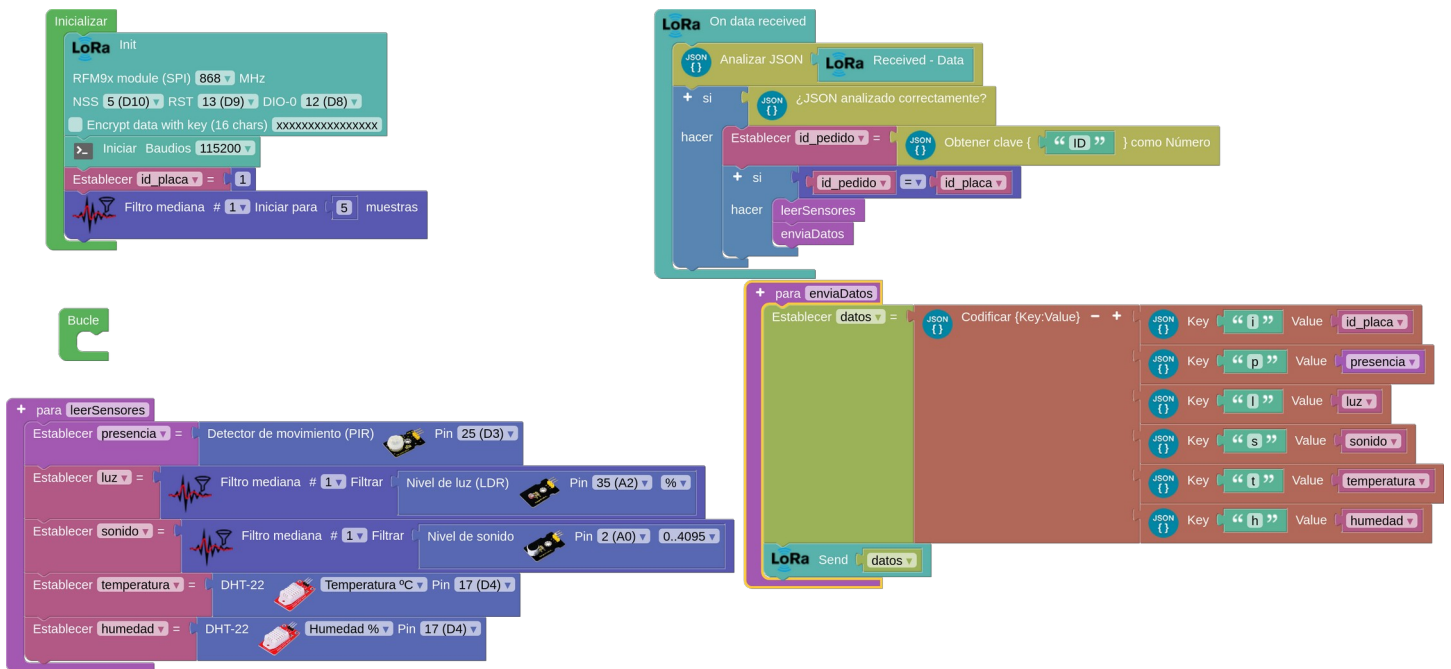 Inicializar
LoRa Init
RFM9x module (SPI) 868 MHz
NSS 5 (D10) RST 13 (D9) DIO-0 12 (D8)
Encrypt data with key (16 chars) xxxxxxxxxxxxxxxx
>_ Iniciar Baudios 115200
Establecer id_placa = 1
Filtro mediana # 1 Iniciar para 5 muestras
Bucle
+ para leerSensores
Establecer presencia = Detector de movimiento (PIR) Pin 25 (D3)
Establecer luz = Filtro mediana # 1 Filtrar Nivel de luz (LDR) Pin 35 (A2) %
Establecer sonido = Filtro mediana # 1 Filtrar Nivel de sonido Pin 2 (A0) 0..4095
Establecer temperatura = DHT-22 Temperatura ºC Pin 17 (D4)
Establecer humedad = DHT-22 Humedad % Pin 17 (D4)
LoRa On data received
JSON { } Analizar JSON LoRa Received - Data
+ si JSON { } ¿JSON analizado correctamente?
hacer Establecer id_pedido = JSON { } Obtener clave { “ ID ” } como Número
+ si id_pedido = id_placa
hacer leerSensores
enviaDatos
+ para enviaDatos
Establecer datos = JSON { } Codificar {Key:Value} − + JSON { } Key “ i ” Value id_placa
JSON { } Key “ p ” Value presencia
JSON { } Key “ l ” Value luz
JSON { } Key “ s ” Value sonido
JSON { } Key “ t ” Value temperatura
JSON { } Key “ h ” Value humedad
LoRa Send datos